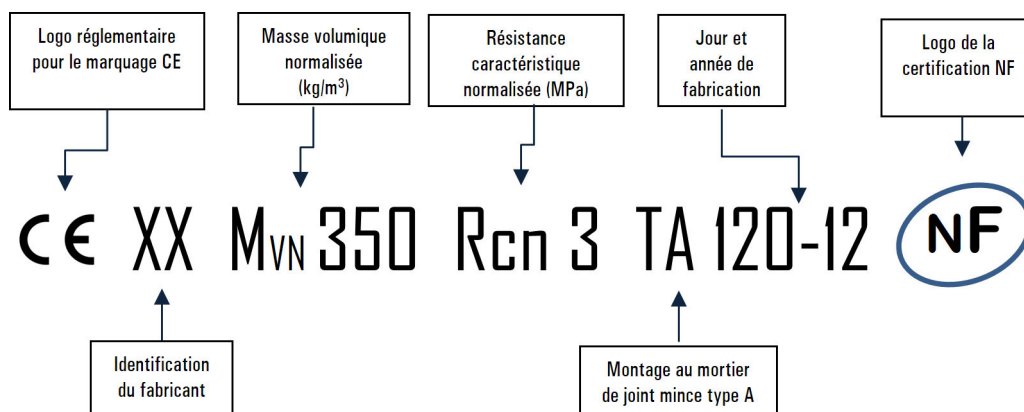 Logo réglementaire
pour le marquage CE
Masse volumique
normalisée
(kg/m³)
Résistance
caractéristique
normalisée (MPa)
Jour et
année de
fabrication
Logo de la
certification NF
CE XX MVN 350 Rcn 3 TA 120-12 NF
Identification
du fabricant
Montage au mortier
de joint mince type A